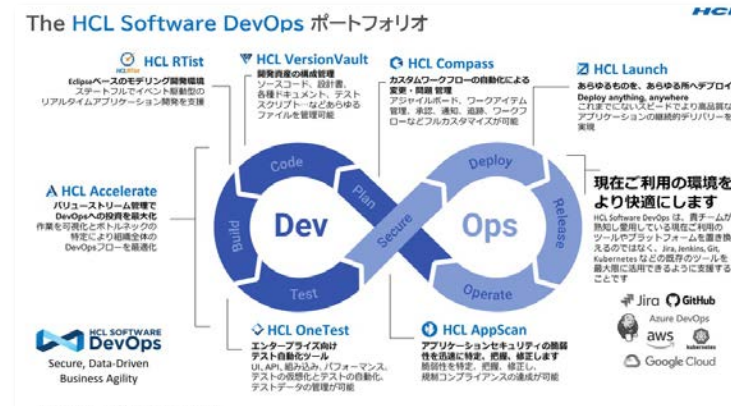 The HCL Software DevOps ポートフォリオ
HCL
HCL RTist
Eclipseベースのモデリング開発環境
ステートフルでイベント駆動型の
リアルタイムアプリケーション開発を支援
HCL VersionVault
開発資産の構成管理
ソースコード、設計書、
各種ドキュメント、テスト
スクリプト…などあらゆる
ファイルを管理可能
HCL Compass
カスタムワークフローの自動化による
変更・問題 管理
アジャイルボード、ワークアイテム
管理、承認、通知、追跡、ワークフ
ローなどフルカスタマイズが可能
HCL Launch
あらゆるものを、あらゆる所へデプロイ
Deploy anything, anywhere
これまでにないスピードでより高品質な
アプリケーションの継続的デリバリーを
実現
HCL Accelerate
バリューストリーム管理で
DevOpsへの投資を最大化
作業を可視化とボトルネックの
特定により組織全体の
DevOpsフローを最適化
Code
Plan
Build
Dev
Test
Secure
Deploy
Release
Ops
Operate
現在ご利用の環境を
より快適にします
HCL Software DevOps は、貴チームが
熟知し愛用している現在ご利用の
ツールやプラットフォームを置き換
えるのではなく、Jira, Jenkins, Git,
Kubernetes などの既存のツールを
最大限に活用できるように支援する
ことです
Jira GitHub
Azure DevOps
aws
kubernetes
Google Cloud
HCL SOFTWARE
DevOps
Secure, Data-Driven
Business Agility
HCL OneTest
エンタープライズ向け
テスト自動化ツール
UI, API, 組み込み、パフォーマンス、
テストの仮想化とテストの自動化、
テストデータの管理が可能
HCL AppScan
アプリケーションセキュリティの脆弱
性を迅速に特定、把握、修正します
脆弱性を特定、把握、修正し、
規制コンプライアンスの達成が可能